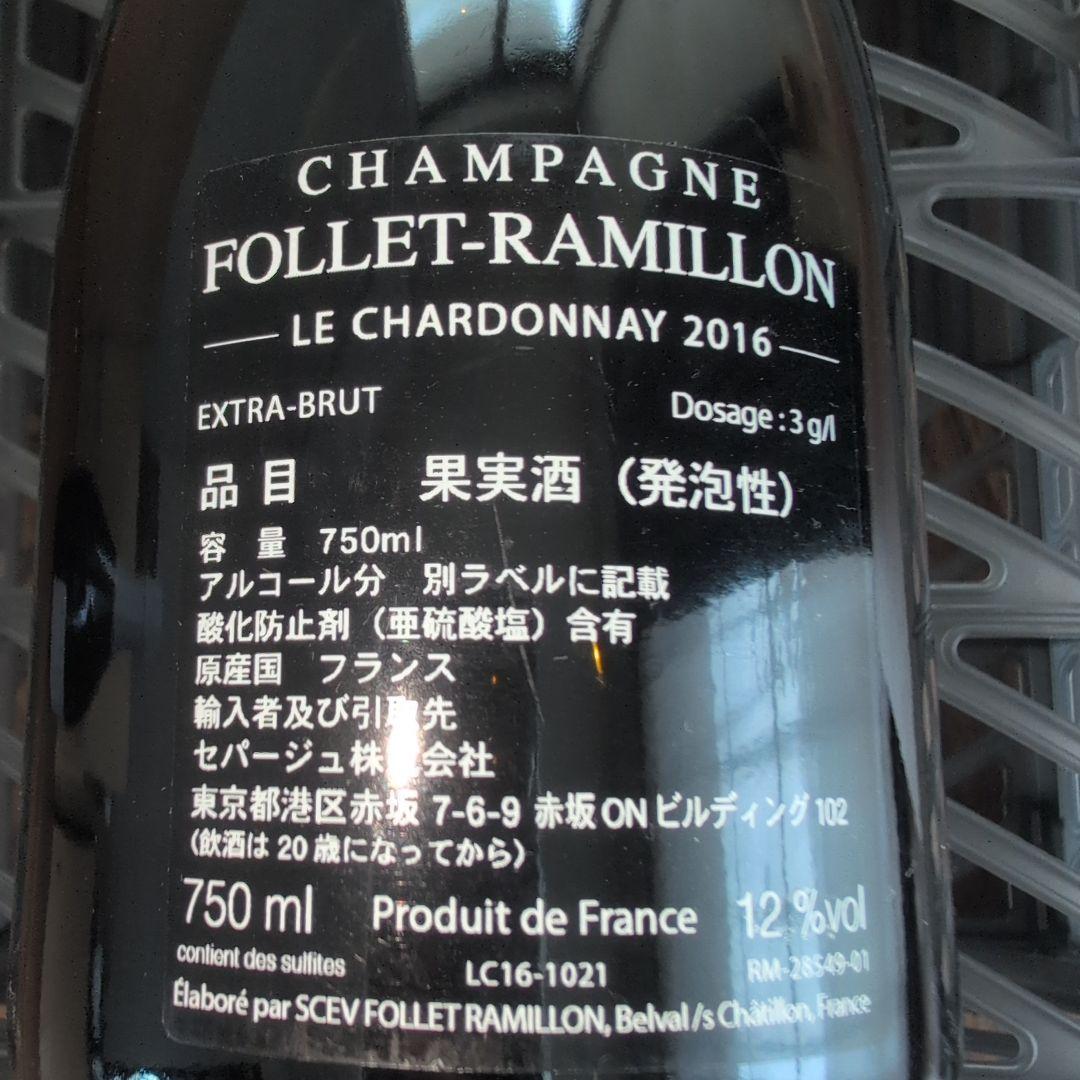 CHAMPAGNE
FOLLET-RAMILLON
LE CHARDONNAY 2016
EXTRA-BRUT Dosage : 3 g/l
品目 果実酒（発泡性）
容 量 750ml
アルコール分 別ラベルに記載
酸化防止剤（亜硫酸塩）含有
原産国 フランス
輸入者及び引取先
セパージュ株式会社
東京都港区赤坂 7-6-9 赤坂 ON ビルディング 102
(飲酒は 20 歳になってから)
750 ml Produit de France 12 %vol
contient des sulfites LC16-1021 RM-28549-01
Élaboré par SCEV FOLLET RAMILLON, Belval /s Châtillon, France